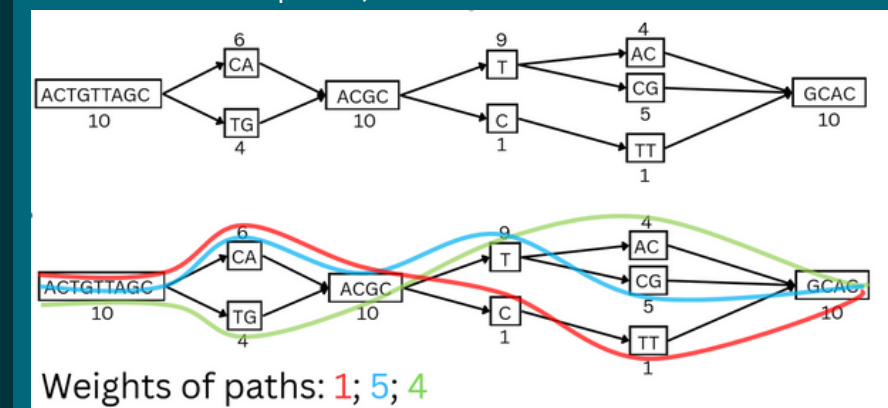 6 9 4
CA T AC
ACTGTTAGC ACGC CG GCAC
10 10 5 10
TG C TT
4 1 1
6 9 4
CA T AC
ACTGTTAGC ACGC CG GCAC
10 10 5 10
TG C TT
4 1 1
Weights of paths: 1; 5; 4